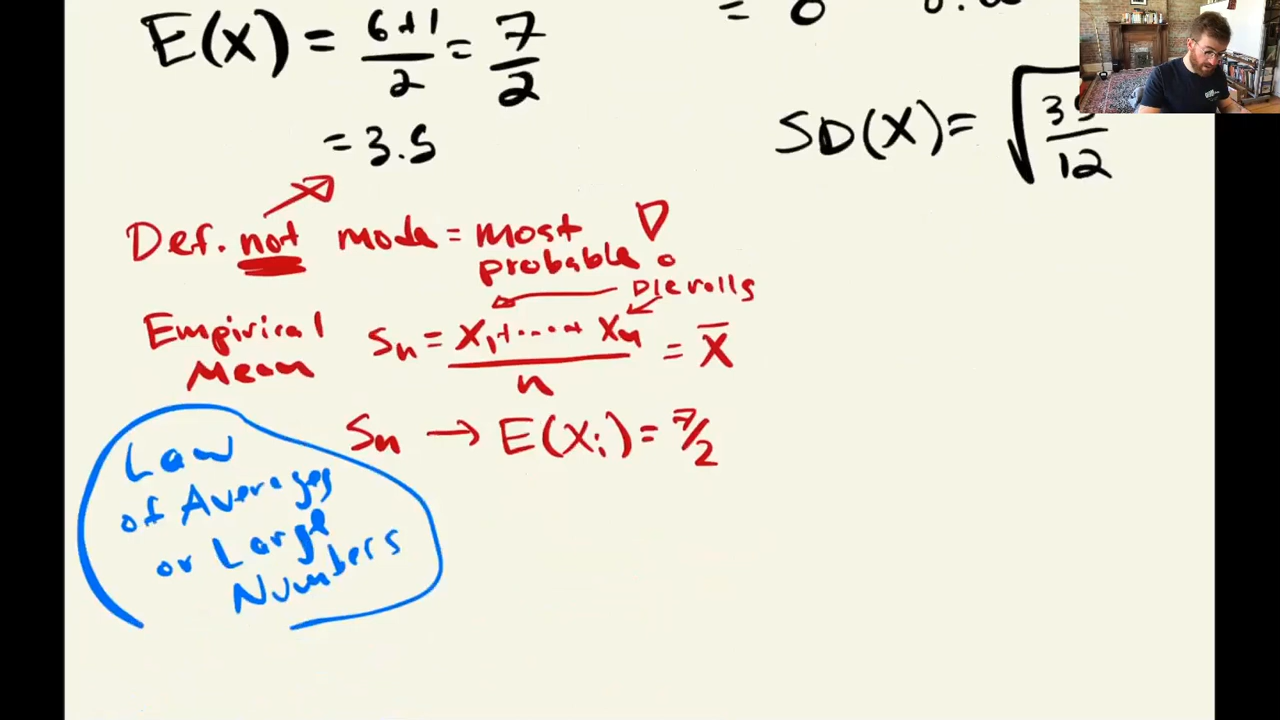 E(X) = 6+1/2 = 7/2
= 3.5
SD(X) = √35/12
Def. not mode = most probable!
Die rolls
Empirical Mean
Sn = X1+....+ Xn / n = X̄
Sn → E(Xi) = 7/2
Law
of Averages
or Large
Numbers